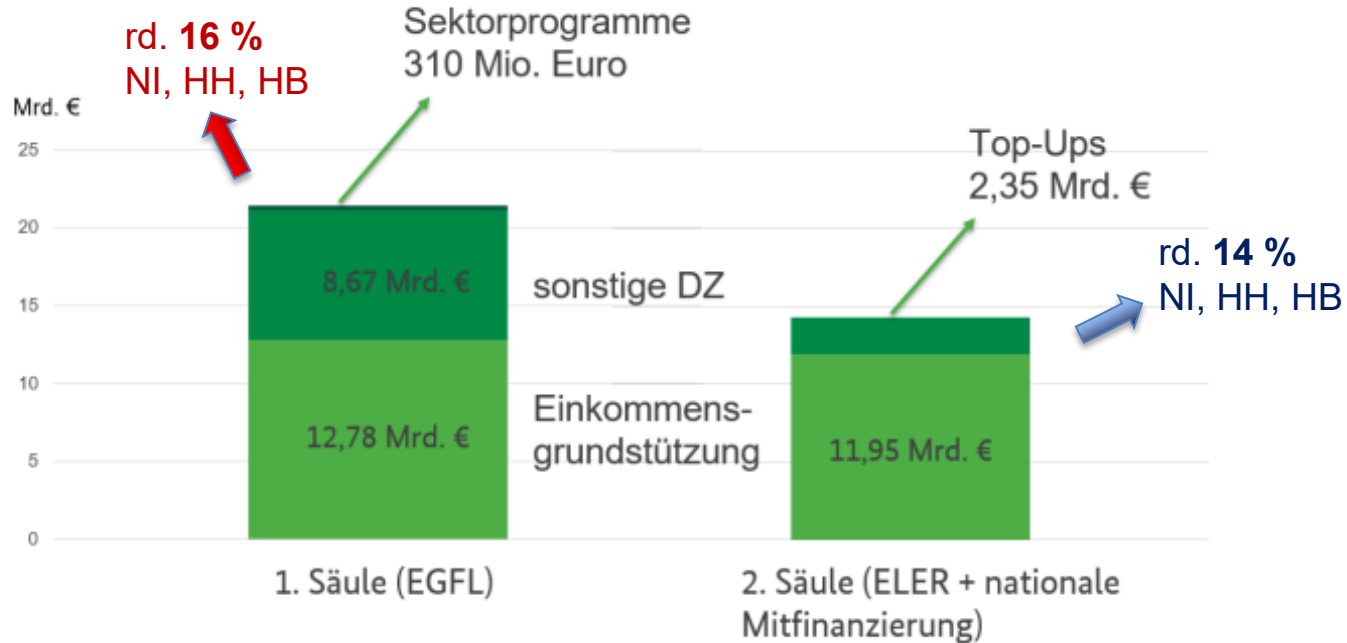 rd. 16 %
NI, HH, HB
Sektorprogramme
310 Mio. Euro
Mrd. €
25
20
15
10
5
0
8,67 Mrd. €
12,78 Mrd. €
sonstige DZ
Einkommens-
grundstützung
Top-Ups
2,35 Mrd. €
11,95 Mrd. €
rd. 14 %
NI, HH, HB
1. Säule (EGFL)
2. Säule (ELER + nationale
Mitfinanzierung)